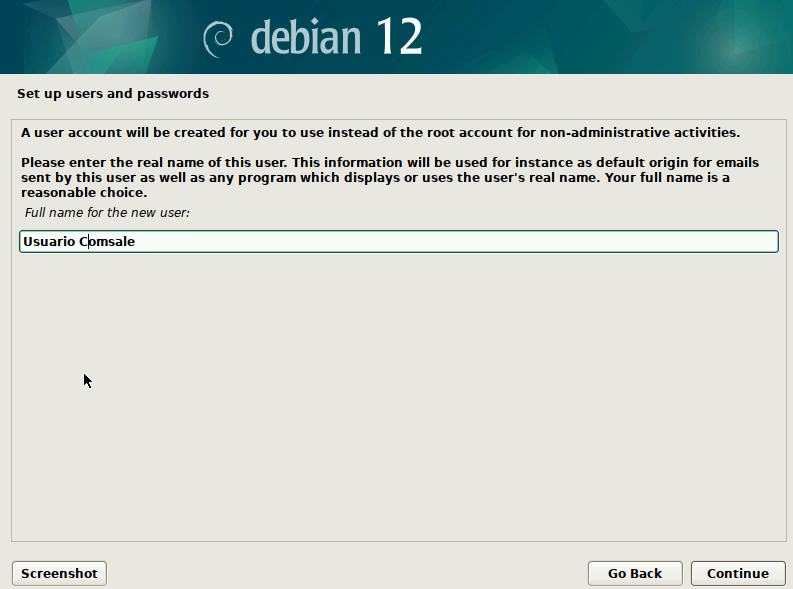 debian 12
Set up users and passwords
A user account will be created for you to use instead of the root account for non-administrative activities.
Please enter the real name of this user. This information will be used for instance as default origin for emails
sent by this user as well as any program which displays or uses the user's real name. Your full name is a
reasonable choice.
Full name for the new user:
Usuario Comsale
Screenshot
Go Back
Continue